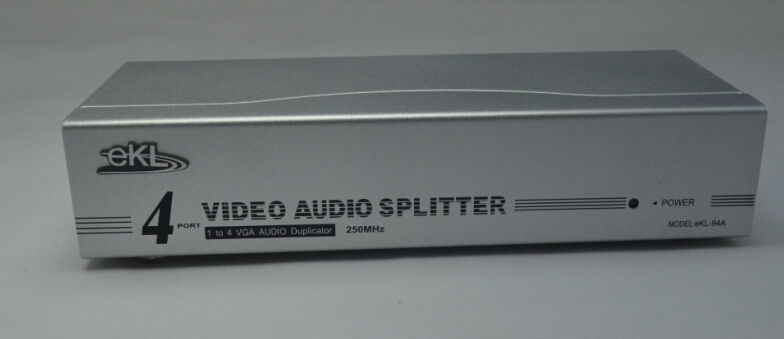 eKL
4 PORT VIDEO AUDIO SPLITTER
1 to 4 VGA AUDIO Duplicator 250MHz
◄ POWER
MODEL:eKL-94A